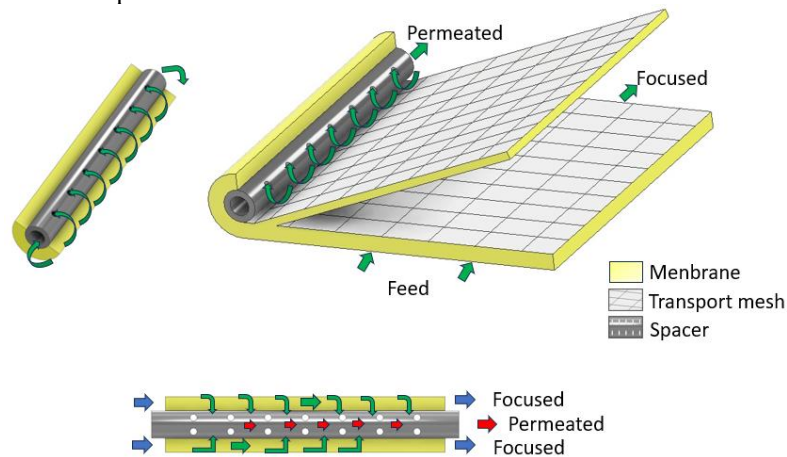 Permeated
Focused
Feed
Menbrane
Transport mesh
Spacer
Focused
Permeated
Focused